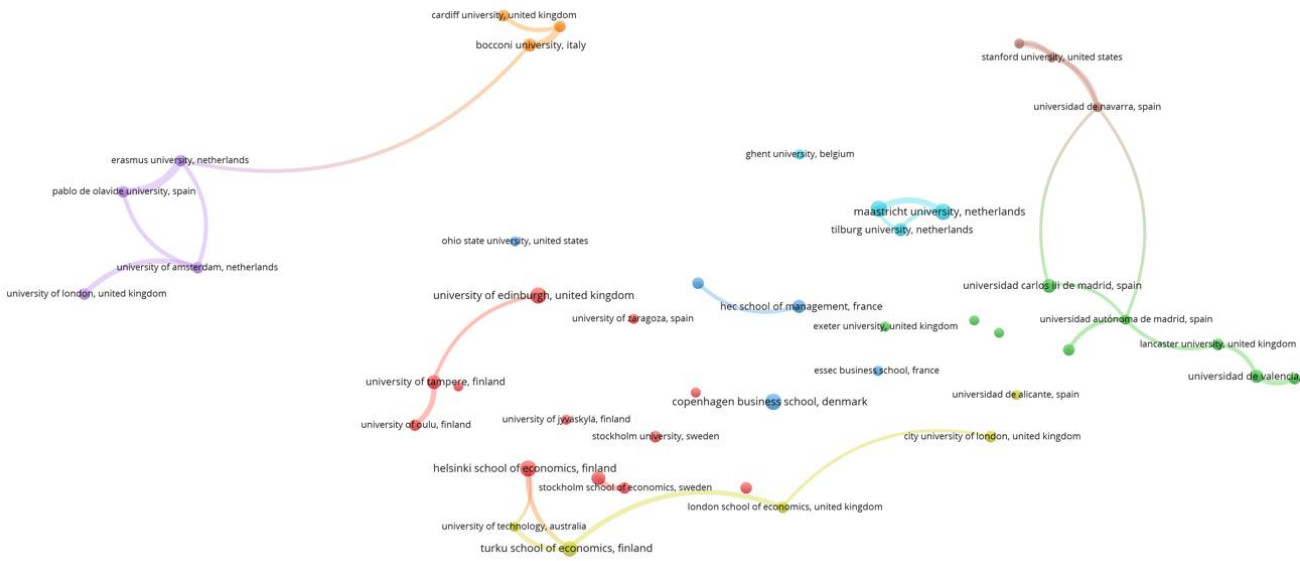 cardiff university, united kingdom
bocconi university, italy
stanford university, united states
universidad de navarra, spain
ghent university, belgium
erasmus university, netherlands
pablo de olavide university, spain
maastricht university, netherlands
tilburg university, netherlands
ohio state university, united states
university of amsterdam, netherlands
university of london, united kingdom
universidad carlos iii de madrid, spain
university of edinburgh, united kingdom
hec school of management, france
university of zaragoza, spain
exeter university, united kingdom
universidad autónoma de madrid, spain
lancaster university, united kingdom
essec business school, france
universidad de valencia,
university of tampere, finland
universidad de alicante, spain
copenhagen business school, denmark
university of oulu, finland
university of jyväskylä, finland
stockholm university, sweden
city university of london, united kingdom
helsinki school of economics, finland
stockholm school of economics, sweden
london school of economics, united kingdom
university of technology, australia
turku school of economics, finland